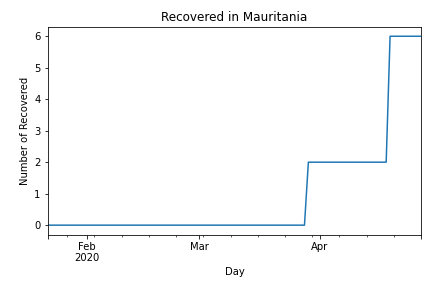 Recovered in Mauritania
Number of Recovered
6
5
4
3
2
1
0
Feb
2020
Mar
Apr
Day